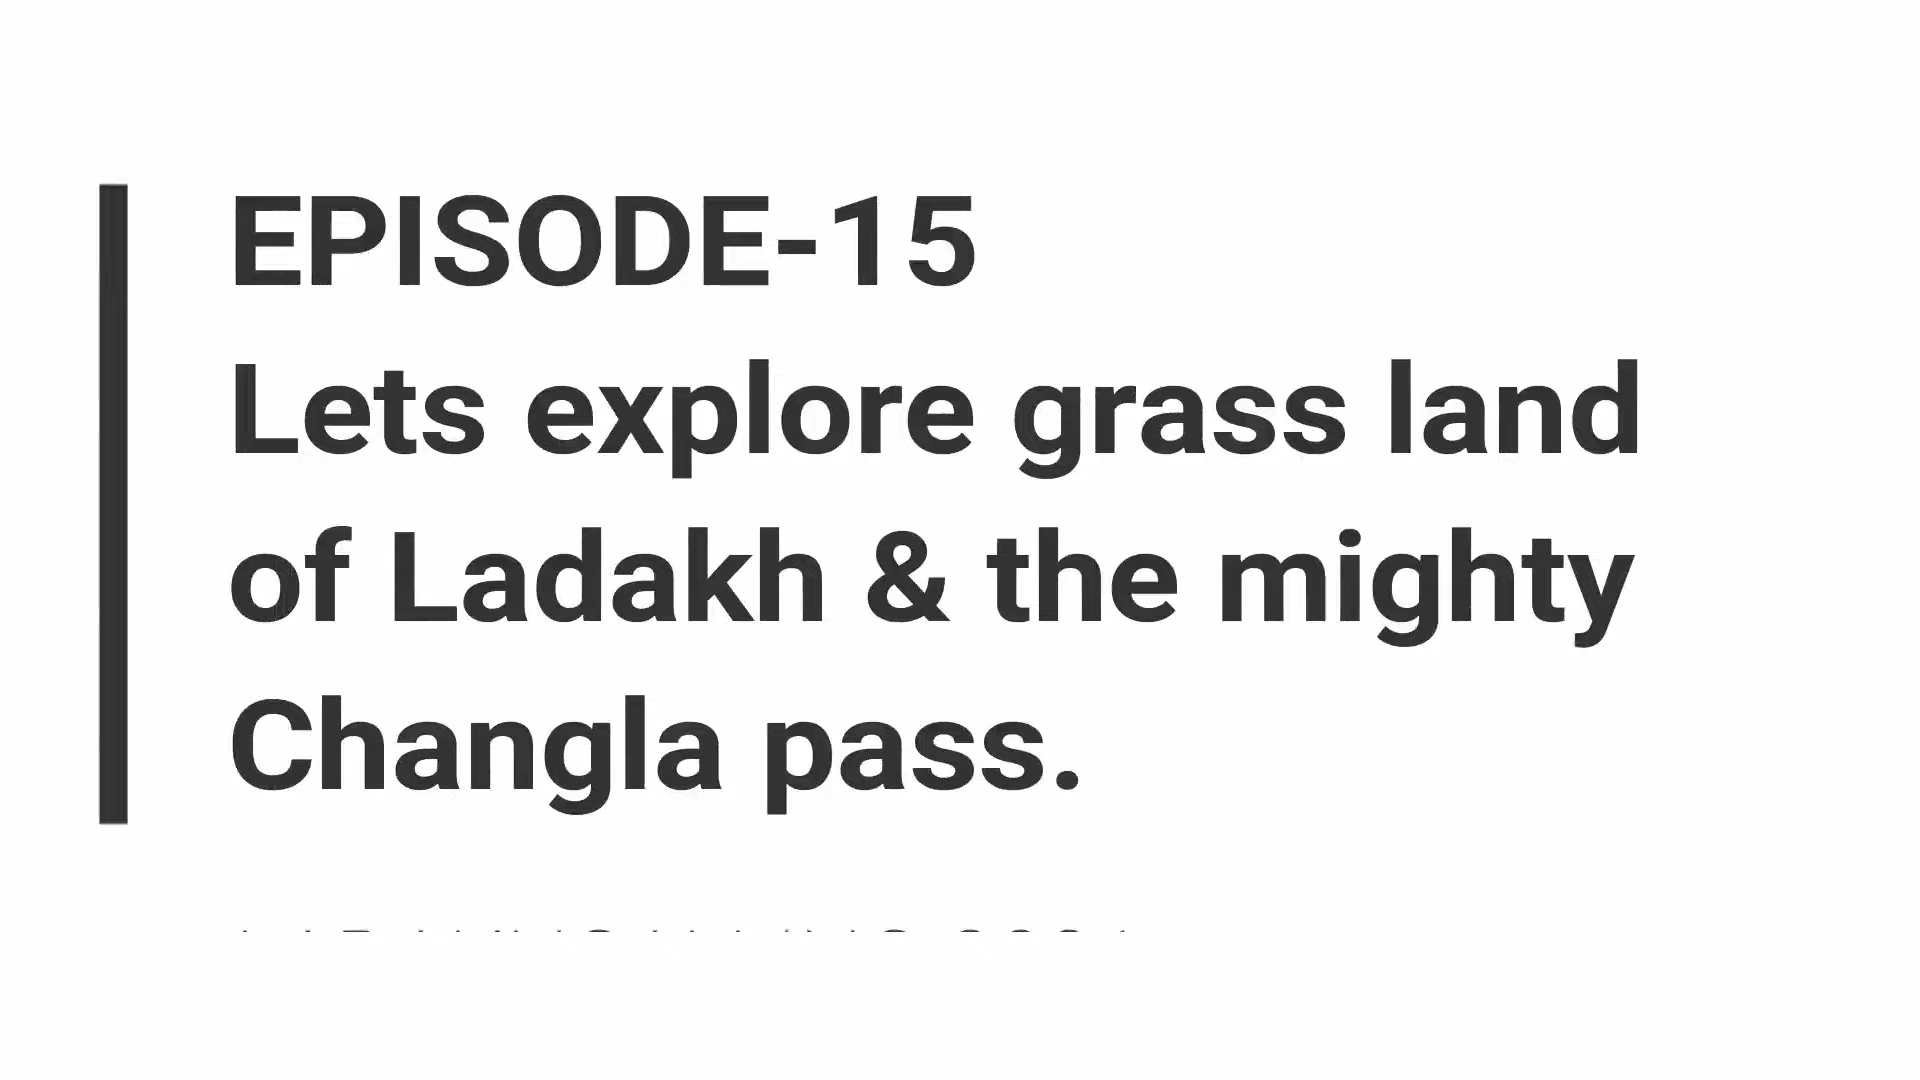 EPISODE-15
Lets explore grass land
of Ladakh & the mighty
Changla pass.